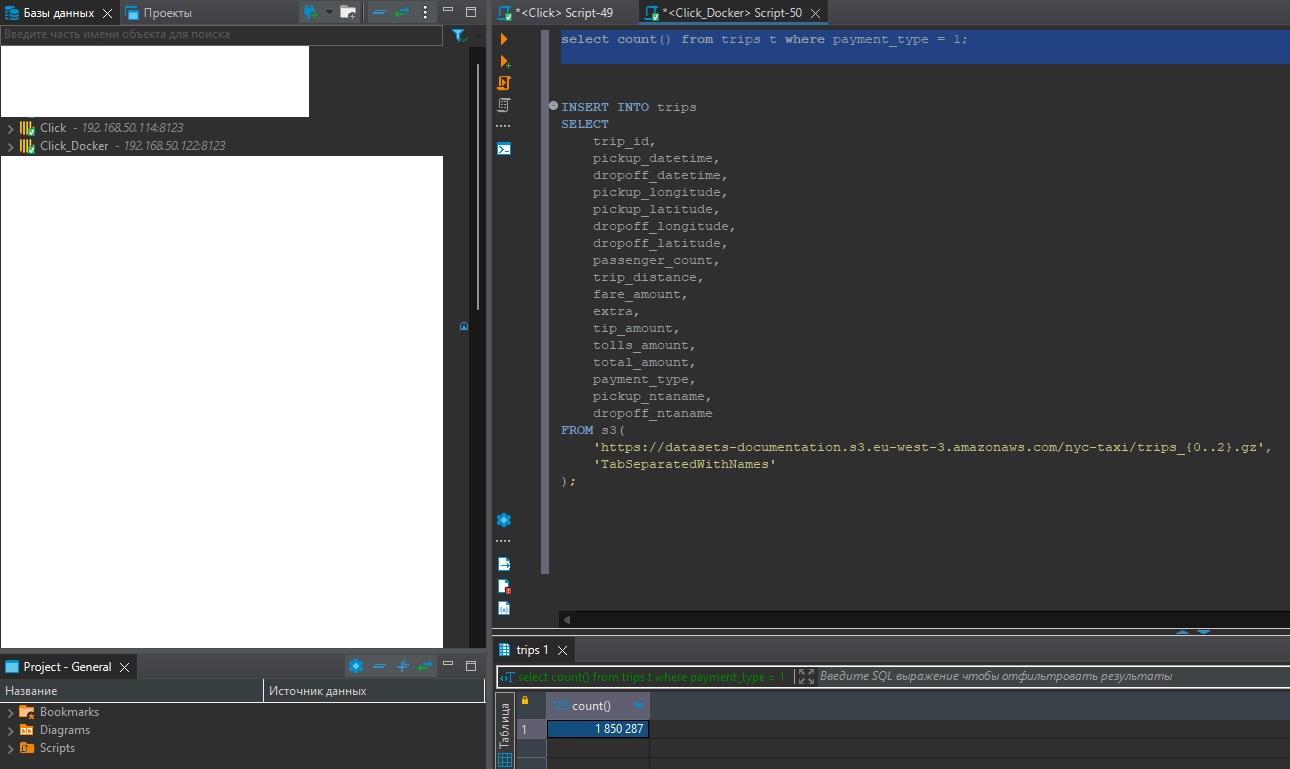 Базы данных
Проекты
Введите часть имени объекта для поиска
Click - 192.168.50.114:8123
Click_Docker - 192.168.50.122:8123
Project - General
Название
Источник данных
Bookmarks
Diagrams
Scripts
*<Click> Script-49
*<Click_Docker> Script-50
select count() from trips t where payment_type = 1;
INSERT INTO trips
SELECT
trip_id,
pickup_datetime,
dropoff_datetime,
pickup_longitude,
pickup_latitude,
dropoff_longitude,
dropoff_latitude,
passenger_count,
trip_distance,
fare_amount,
extra,
tip_amount,
tolls_amount,
total_amount,
payment_type,
pickup_ntaname,
dropoff_ntaname
FROM s3(
'https://datasets-documentation.s3.eu-west-3.amazonaws.com/nyc-taxi/trips_{0..2}.gz',
'TabSeparatedWithNames'
);
trips 1
select count() from trips t where payment_type = 1
Введите SQL выражение чтобы отфильтровать результаты
Таблица
123 count()
1
1 850 287